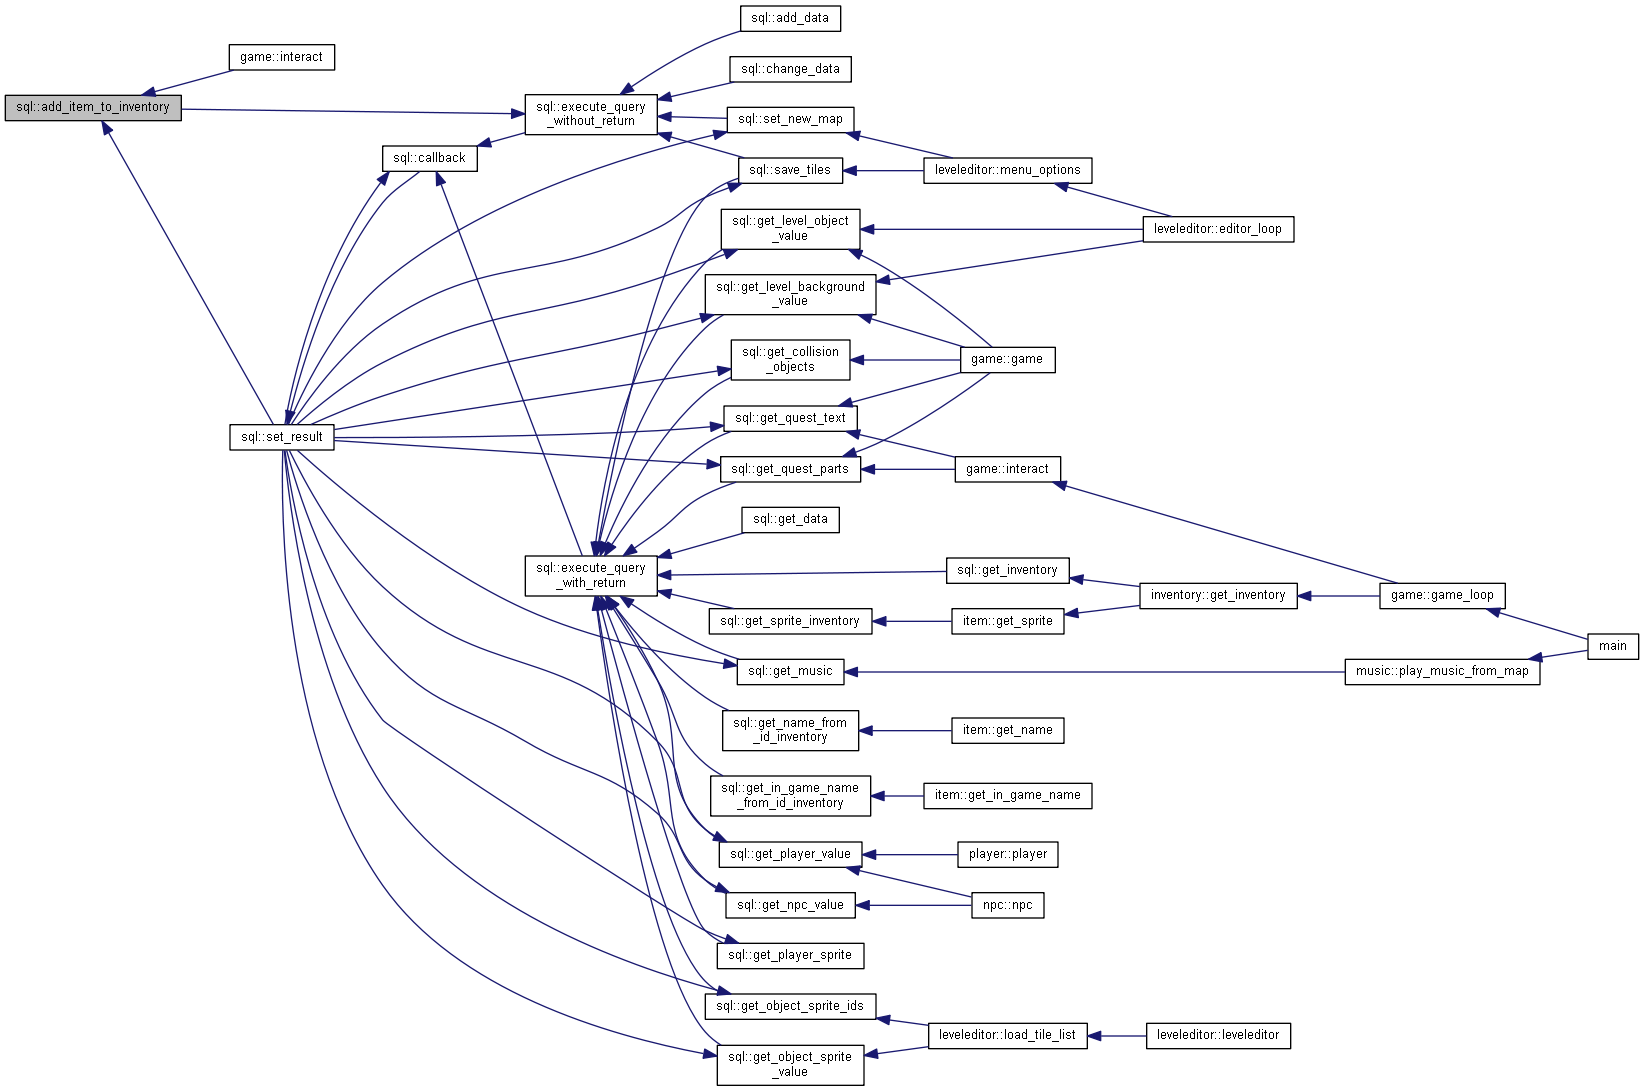 sql::add_data
game::interact
sql::change_data
sql::add_item_to_inventory
sql::execute_query
_without_return
sql::set_new_map
sql::callback
sql::save_tiles
leveleditor::menu_options
sql::get_level_object
_value
leveleditor::editor_loop
sql::get_level_background
_value
sql::get_collision
_objects
game::game
sql::get_quest_text
sql::set_result
sql::get_quest_parts
game::interact
sql::get_data
sql::execute_query
_with_return
sql::get_inventory
inventory::get_inventory
game::game_loop
sql::get_sprite_inventory
item::get_sprite
main
sql::get_music
music::play_music_from_map
sql::get_name_from
_id_inventory
item::get_name
sql::get_in_game_name
_from_id_inventory
item::get_in_game_name
sql::get_player_value
player::player
sql::get_npc_value
npc::npc
sql::get_player_sprite
sql::get_object_sprite_ids
leveleditor::load_tile_list
leveleditor::leveleditor
sql::get_object_sprite
_value